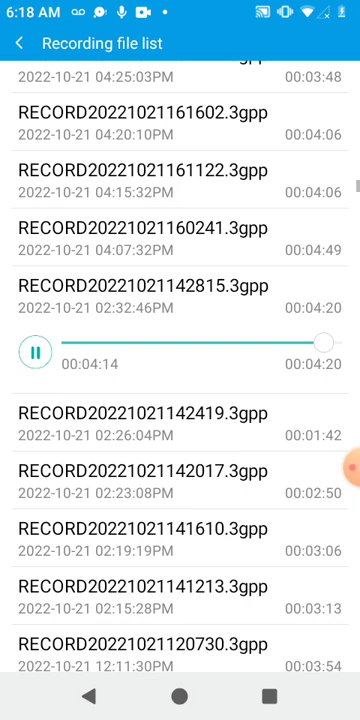 6:18 AM
Recording file list
2022-10-21 04:25:03PM 00:03:48
RECORD20221021161602.3gpp
2022-10-21 04:20:10PM 00:04:06
RECORD20221021161122.3gpp
2022-10-21 04:15:32PM 00:04:06
RECORD20221021160241.3gpp
2022-10-21 04:07:32PM 00:04:49
RECORD20221021142815.3gpp
2022-10-21 02:32:46PM 00:04:20
00:04:14 00:04:20
RECORD20221021142419.3gpp
2022-10-21 02:26:04PM 00:01:42
RECORD20221021142017.3gpp
2022-10-21 02:23:08PM 00:02:50
RECORD20221021141610.3gpp
2022-10-21 02:19:19PM 00:03:06
RECORD20221021141213.3gpp
2022-10-21 02:15:28PM 00:03:13
RECORD20221021120730.3gpp
2022-10-21 12:11:30PM 00:03:54